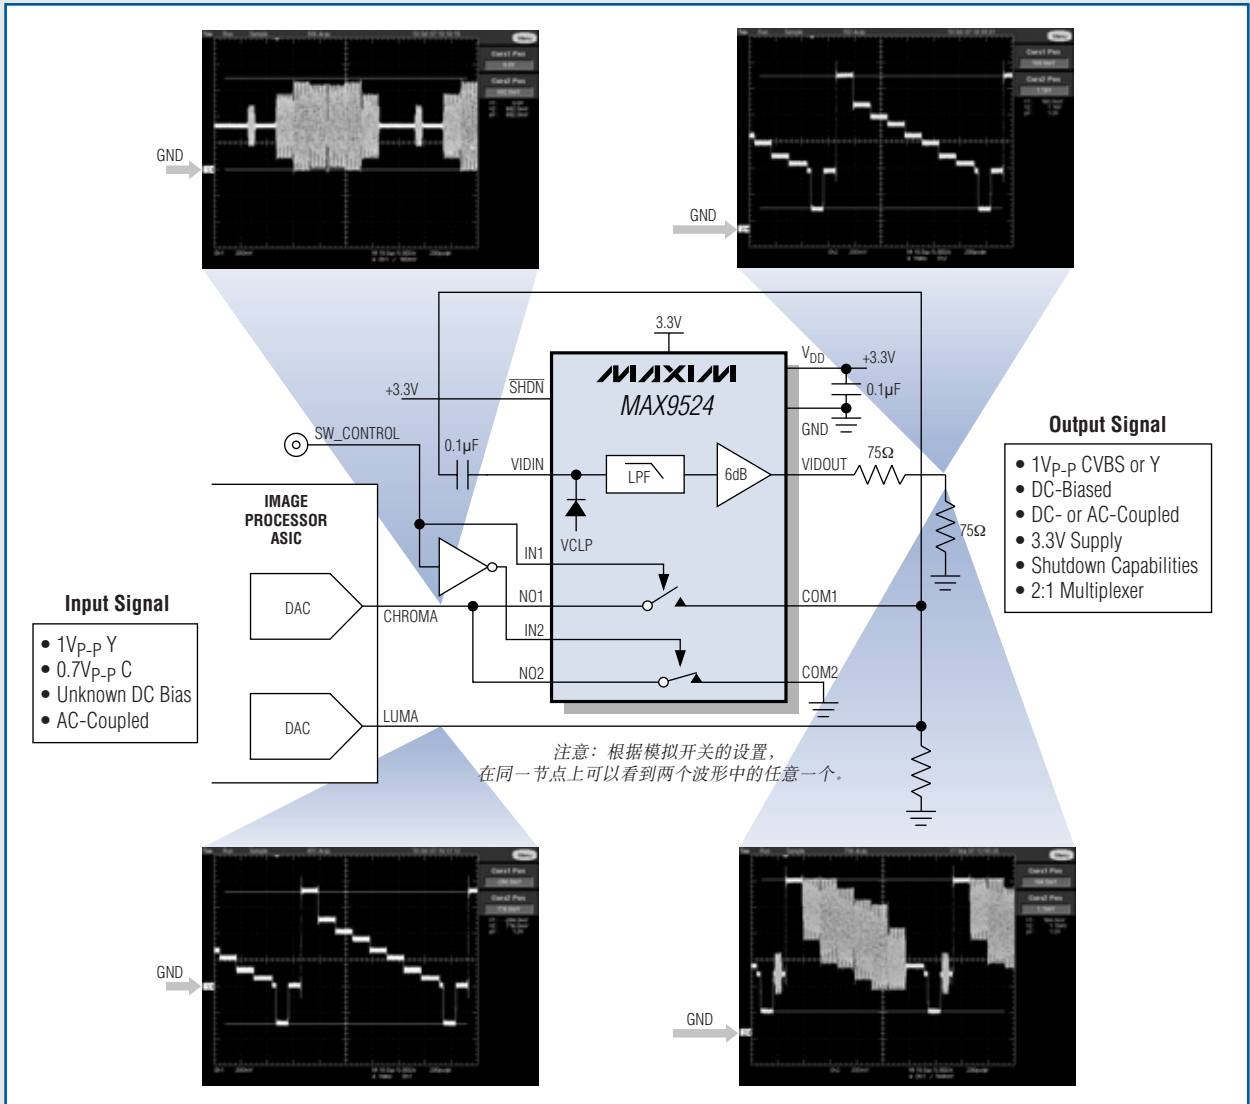 GND
GND
3.3V
MAXIM
MAX9524
+3.3V
SHDN
VDD
+3.3V
0.1µF
GND
SW_CONTROL
0.1µF
VIDIN
LPF
6dB
VIDOUT
75Ω
75Ω
VCLP
IMAGE
PROCESSOR
ASIC
IN1
DAC
CHROMA
NO1
COM1
IN2
NO2
COM2
DAC
LUMA
Input Signal
• 1VP-P Y
• 0.7VP-P C
• Unknown DC Bias
• AC-Coupled
Output Signal
• 1VP-P CVBS or Y
• DC-Biased
• DC- or AC-Coupled
• 3.3V Supply
• Shutdown Capabilities
• 2:1 Multiplexer
注意：根据模拟开关的设置，
在同一节点上可以看到两个波形中的任意一个。
GND
GND